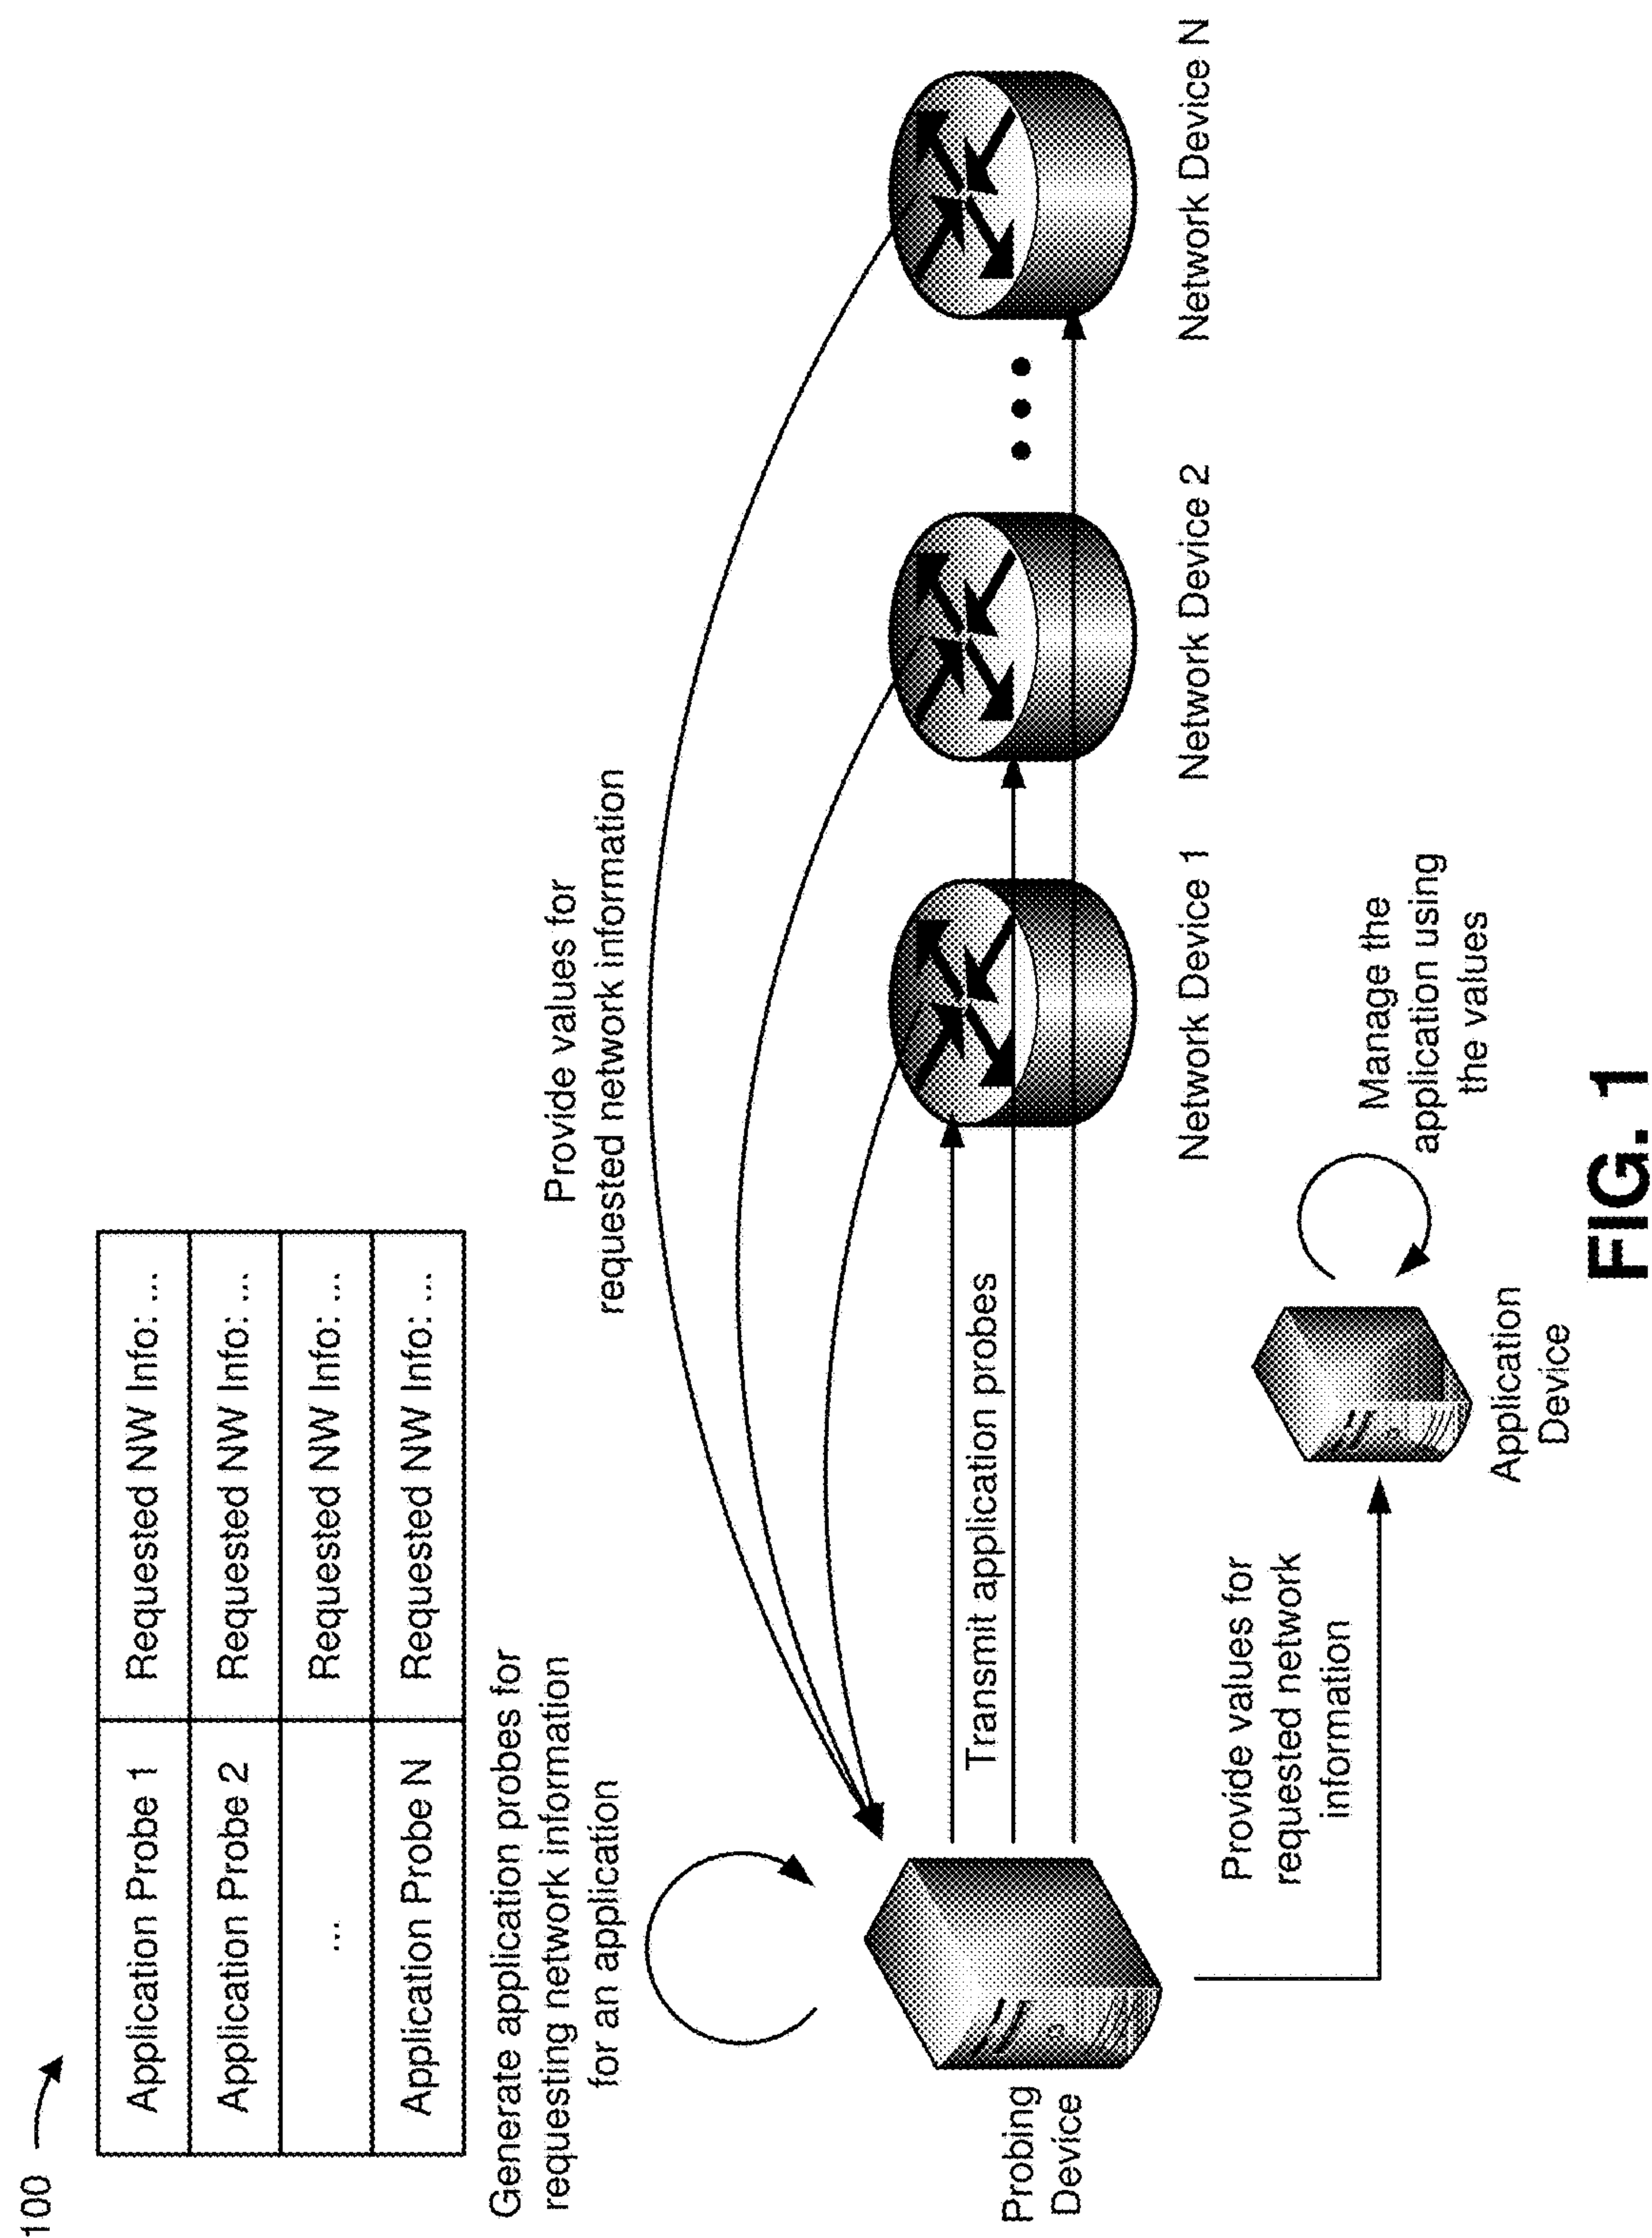 100
Application Probe 1 Requested NW Info: ...
Application Probe 2 Requested NW Info: ...
... Requested NW Info: ...
Application Probe N Requested NW Info: ...
Generate application probes for
requesting network information
for an application
Provide values for
requested network information
Transmit application probes
Probing
Device
Network Device 1
Network Device 2
Network Device N
Provide values for
requested network
information
Application
Device
Manage the
application using
the values
FIG. 1